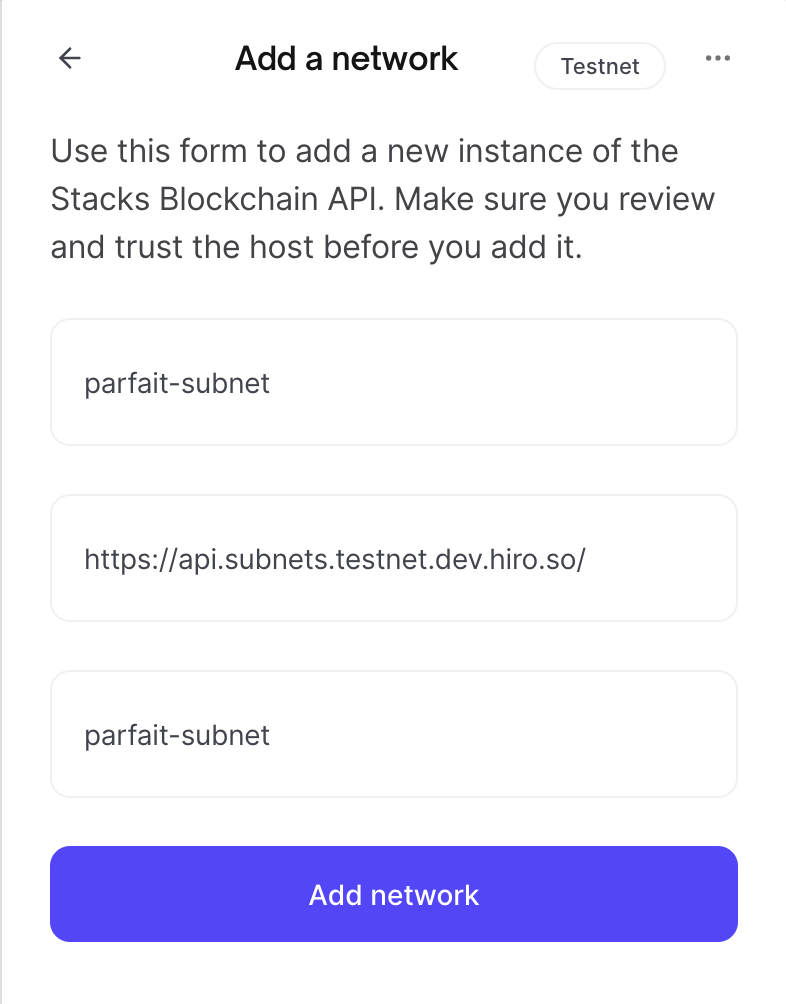 Add a network
Testnet
Use this form to add a new instance of the
Stacks Blockchain API. Make sure you review
and trust the host before you add it.
parfait-subnet
https://api.subnets.testnet.dev.hiro.so/
parfait-subnet
Add network